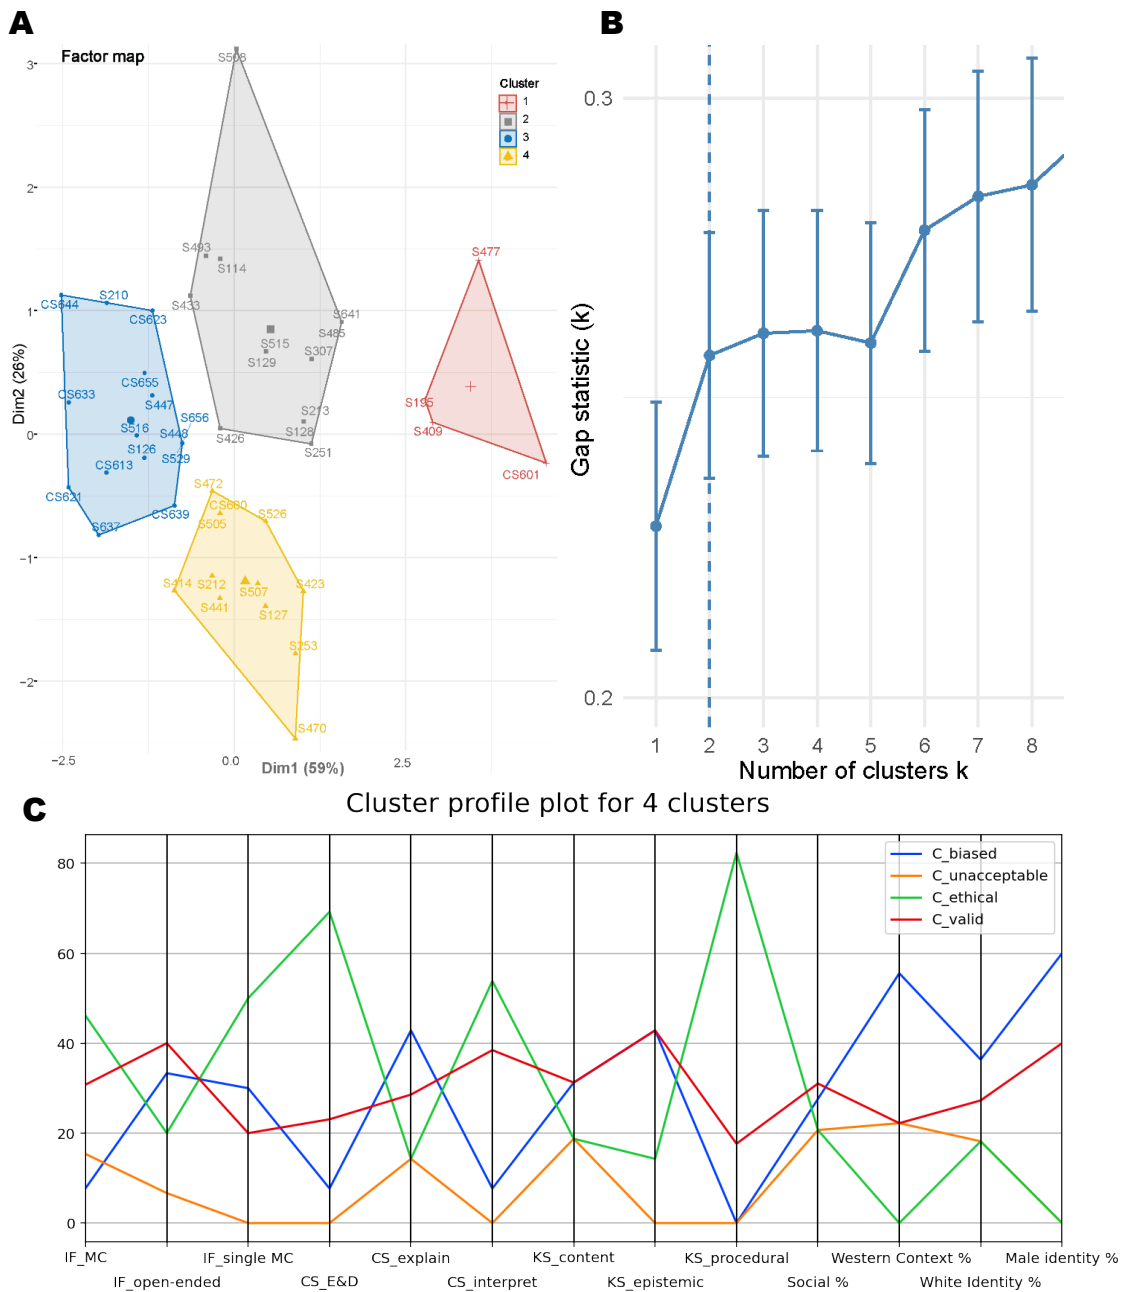 A
Factor map
Cluster
1
2
3
4
3
2
1
0
−1
−2
Dim2 (26%)
−2.5
0.0
2.5
Dim1 (59%)
S508
S493
S114
S433
S641
S485
S515
S307
S129
S213
S128
S426
S251
S477
S195
S409
CS601
CS644
S210
CS623
CS655
CS633
S447
S656
S516
S448
S126
S529
CS613
CS621
CS639
S637
S472
CS600
S505
S526
S414
S212
S507
S423
S441
S127
S253
S470
B
0.3
0.2
Gap statistic (k)
1 2 3 4 5 6 7 8
Number of clusters k
C
Cluster profile plot for 4 clusters
C_biased
C_unacceptable
C_ethical
C_valid
80
60
40
20
0
IF_MC
IF_open-ended
IF_single MC
CS_E&D
CS_explain
CS_interpret
KS_content
KS_epistemic
KS_procedural
Social %
Western Context %
White Identity %
Male identity %